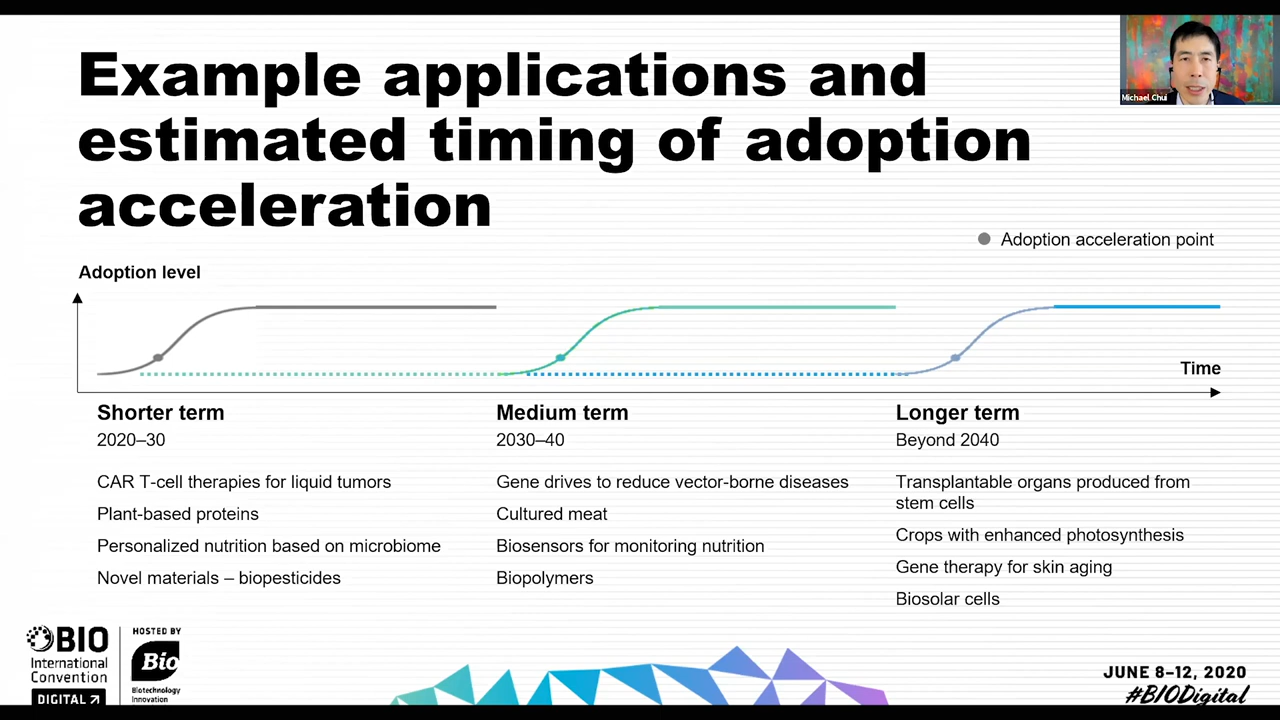 Example applications and
estimated timing of adoption
acceleration
Michael Chui
Adoption acceleration point
Adoption level
Time
Shorter term
2020–30
CAR T-cell therapies for liquid tumors
Plant-based proteins
Personalized nutrition based on microbiome
Novel materials – biopesticides
Medium term
2030–40
Gene drives to reduce vector-borne diseases
Cultured meat
Biosensors for monitoring nutrition
Biopolymers
Longer term
Beyond 2040
Transplantable organs produced from
stem cells
Crops with enhanced photosynthesis
Gene therapy for skin aging
Biosolar cells
BIO
International
Convention
DIGITAL
HOSTED BY
Bio
Biotechnology
Innovation
JUNE 8–12, 2020
#BIODigital